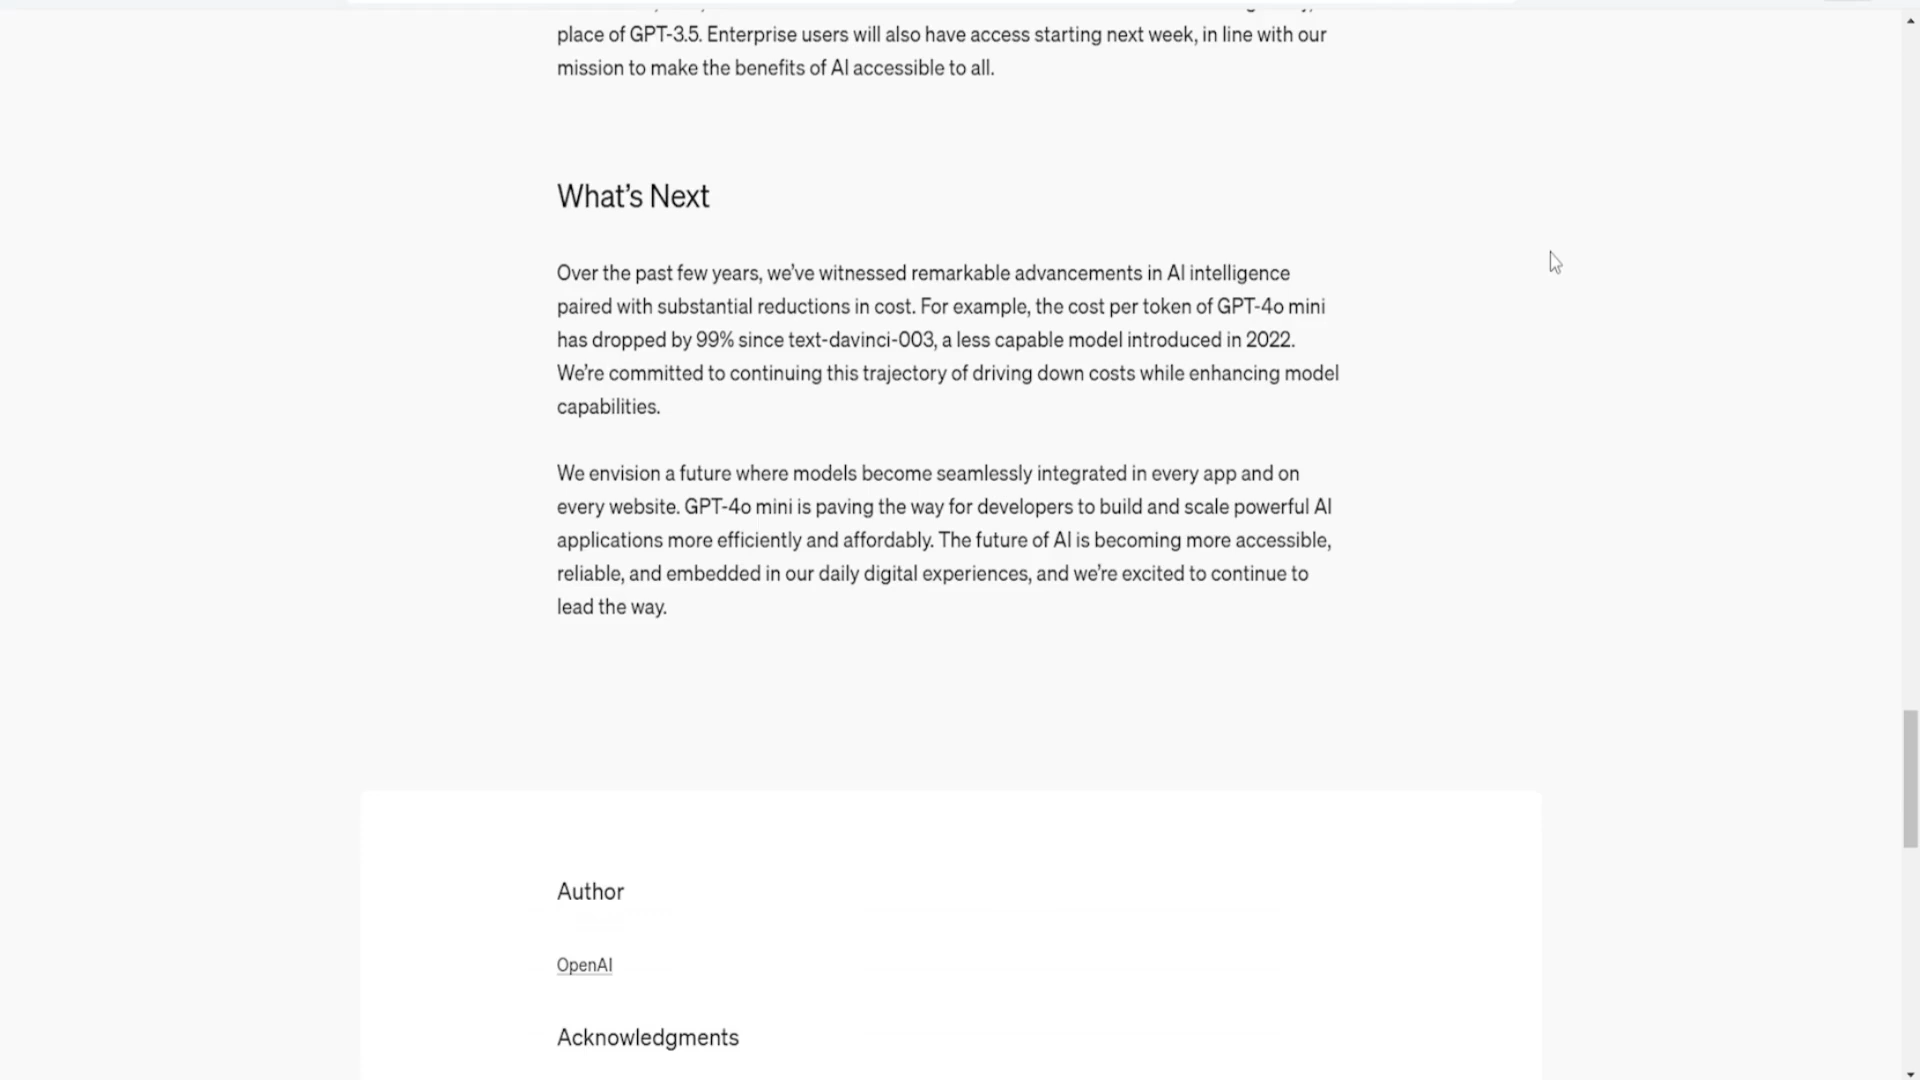 place of GPT-3.5. Enterprise users will also have access starting next week, in line with our
mission to make the benefits of AI accessible to all.
What’s Next
Over the past few years, we’ve witnessed remarkable advancements in AI intelligence
paired with substantial reductions in cost. For example, the cost per token of GPT-4o mini
has dropped by 99% since text-davinci-003, a less capable model introduced in 2022.
We’re committed to continuing this trajectory of driving down costs while enhancing model
capabilities.
We envision a future where models become seamlessly integrated in every app and on
every website. GPT-4o mini is paving the way for developers to build and scale powerful AI
applications more efficiently and affordably. The future of AI is becoming more accessible,
reliable, and embedded in our daily digital experiences, and we’re excited to continue to
lead the way.
Author
OpenAI
Acknowledgments